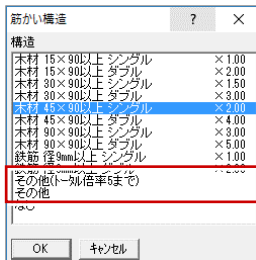 筋かい構造 ? ×
構造
木材 15×90以上 シングル ×1.00
木材 15×90以上 ダブル ×2.00
木材 30×90以上 シングル ×1.50
木材 30×90以上 ダブル ×3.00
木材 45×90以上 シングル ×2.00
木材 45×90以上 ダブル ×4.00
木材 90×90以上 シングル ×3.00
木材 90×90以上 ダブル ×5.00
鉄筋 径9mm以上 シングル ×1.00
その他(トータル倍率5まで)
その他
なし
OK キャンセル